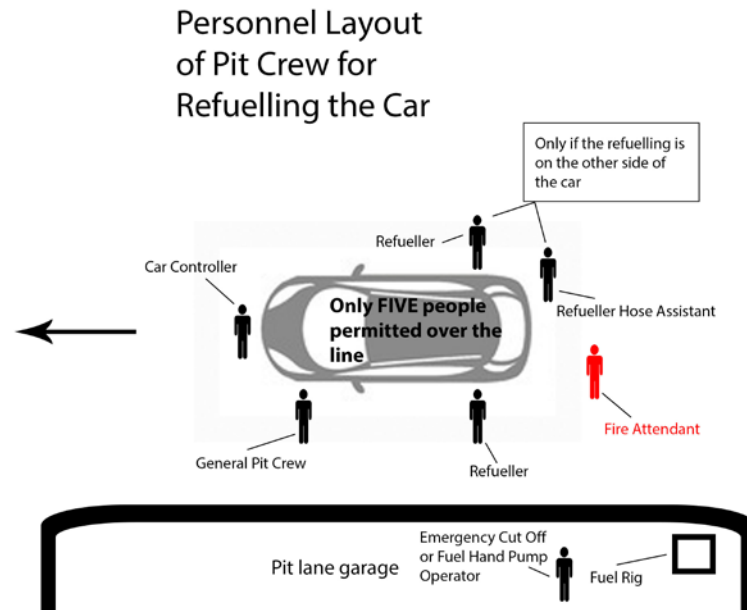 Personnel Layout
of Pit Crew for
Refuelling the Car
Only if the refuelling is
on the other side of
the car
Refueller
Car Controller
Refueller Hose Assistant
Only FIVE people
permitted over the
line
Fire Attendant
General Pit Crew
Refueller
Emergency Cut Off
or Fuel Hand Pump
Operator
Pit lane garage
Fuel Rig